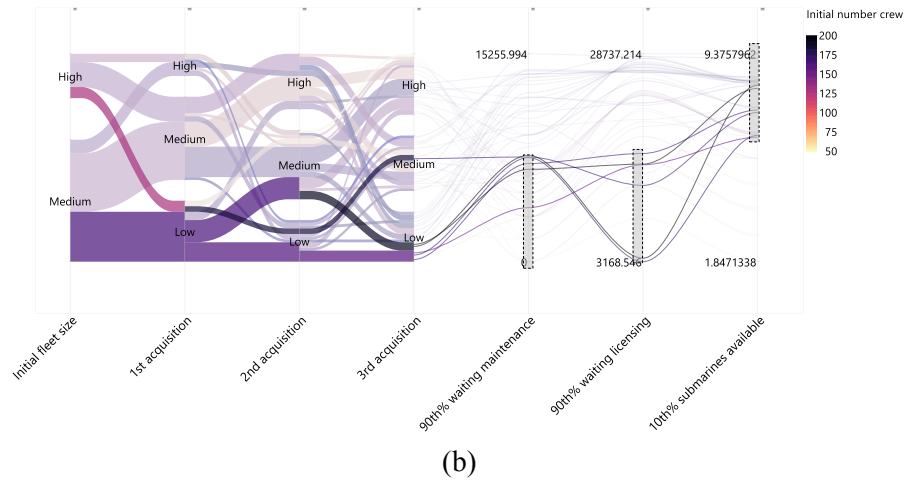 Initial number crew
200
175
150
125
100
75
50
15255.994
28737.214
9.3757962
High
High
High
High
Medium
Medium
Medium
Medium
Low
Low
Low
0
3168.546
1.8471338
Initial fleet size
1st acquisition
2nd acquisition
3rd acquisition
90th% waiting maintenance
90th% waiting licensing
10th% submarines available
(b)